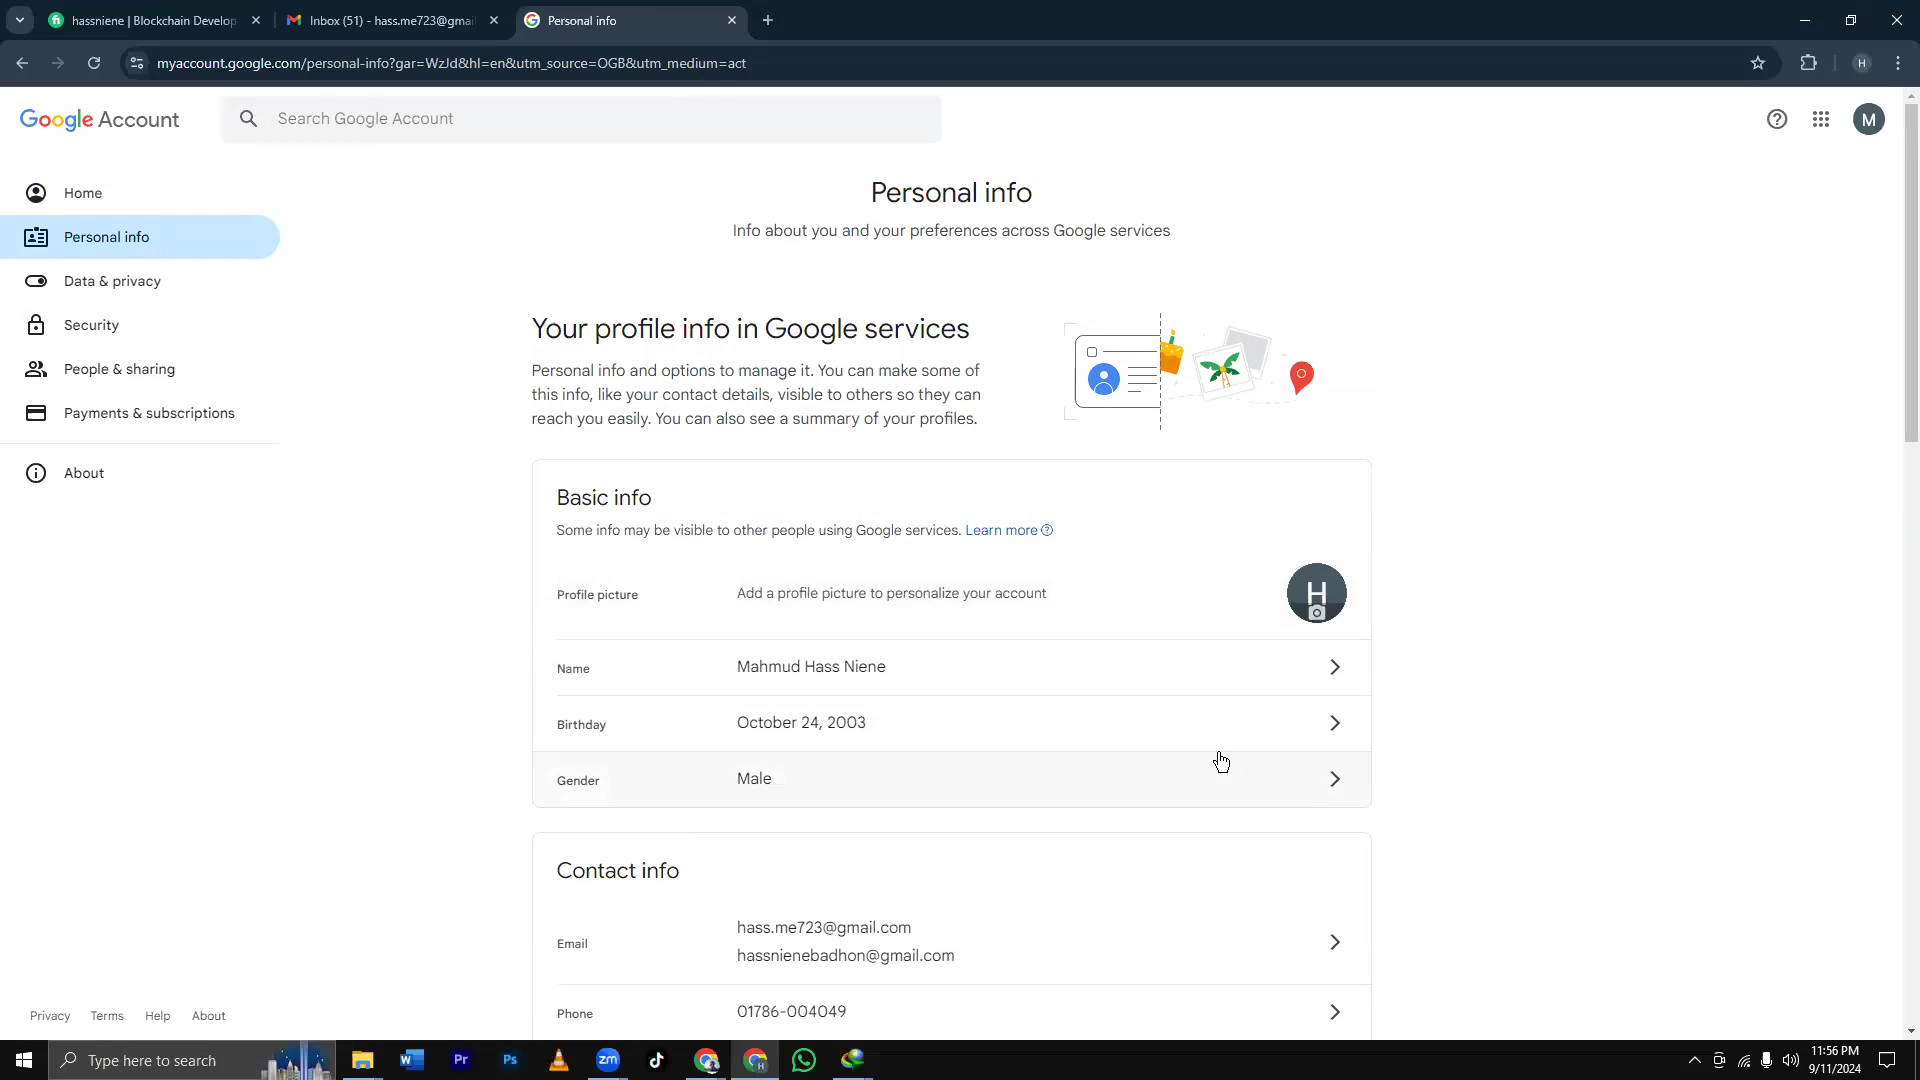 hassniene | Blockchain Develop
Inbox (51) - hass.me723@gmai
Personal info
myaccount.google.com/personal-info?gar=WzJd&hl=en&utm_source=OGB&utm_medium=act
H
Google Account
Search Google Account
M
Home
Personal info
Data & privacy
Security
People & sharing
Payments & subscriptions
About
Personal info
Info about you and your preferences across Google services
Your profile info in Google services
Personal info and options to manage it. You can make some of
this info, like your contact details, visible to others so they can
reach you easily. You can also see a summary of your profiles.
Basic info
Some info may be visible to other people using Google services. Learn more
Profile picture
Add a profile picture to personalize your account
H
Name
Mahmud Hass Niene
Birthday
October 24, 2003
Gender
Male
Contact info
Email
hass.me723@gmail.com
hassnienebadhon@gmail.com
Phone
01786-004049
Privacy
Terms
Help
About
Type here to search
W
Pr
Ps
zm
H
11:56 PM
9/11/2024